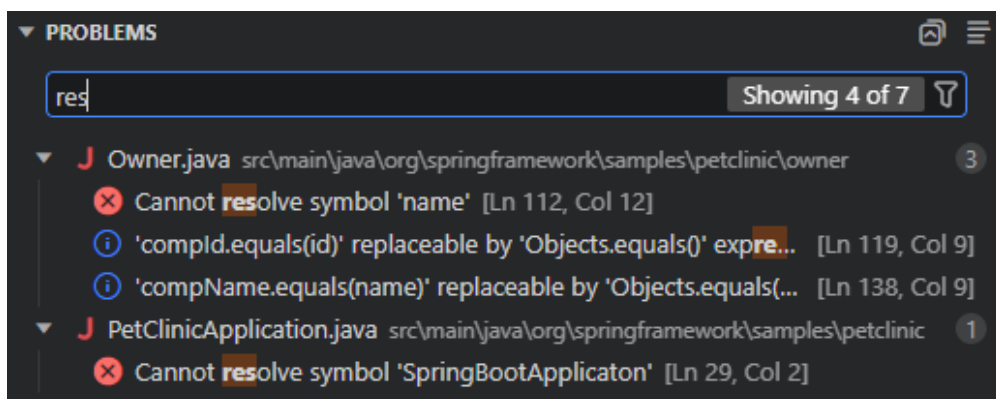 PROBLEMS
res Showing 4 of 7
J Owner.java src\main\java\org\springframework\samples\petclinic\owner 3
Cannot resolve symbol 'name' [Ln 112, Col 12]
'compId.equals(id)' replaceable by 'Objects.equals()' expre... [Ln 119, Col 9]
'compName.equals(name)' replaceable by 'Objects.equals(... [Ln 138, Col 9]
J PetClinicApplication.java src\main\java\org\springframework\samples\petclinic 1
Cannot resolve symbol 'SpringBootApplicaton' [Ln 29, Col 2]